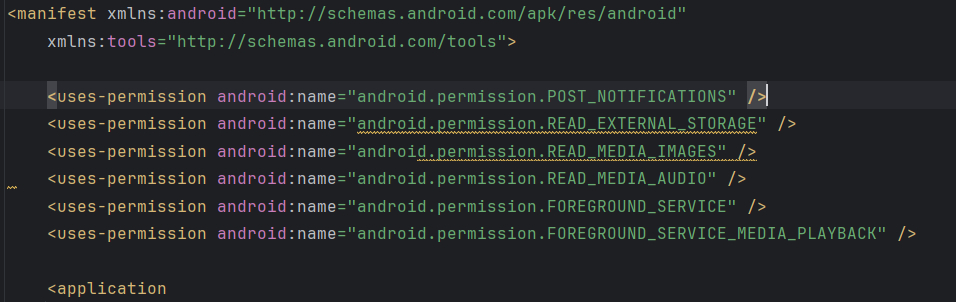 <manifest xmlns:android="http://schemas.android.com/apk/res/android"
xmlns:tools="http://schemas.android.com/tools">
<uses-permission android:name="android.permission.POST_NOTIFICATIONS" />
<uses-permission android:name="android.permission.READ_EXTERNAL_STORAGE" />
<uses-permission android:name="android.permission.READ_MEDIA_IMAGES" />
<uses-permission android:name="android.permission.READ_MEDIA_AUDIO" />
<uses-permission android:name="android.permission.FOREGROUND_SERVICE" />
<uses-permission android:name="android.permission.FOREGROUND_SERVICE_MEDIA_PLAYBACK" />
<application